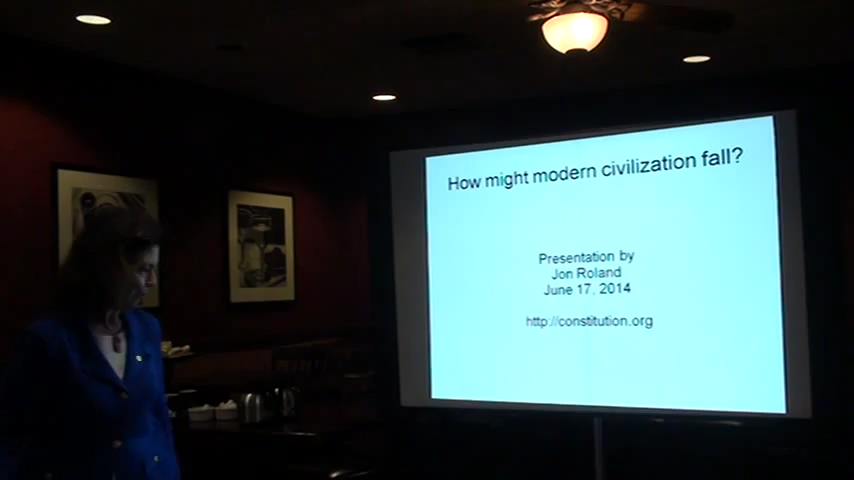 How might modern civilization fall?
Presentation by
Jon Roland
June 17, 2014
http://constitution.org